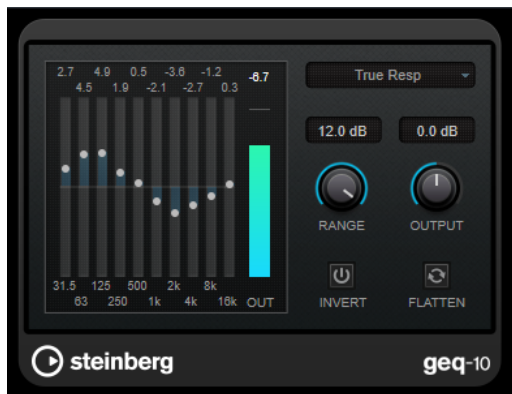 2.7 4.9 0.5 -3.6 -1.2 -6.7
4.5 1.9 -2.1 -2.7 0.3
True Resp
12.0 dB 0.0 dB
RANGE OUTPUT
31.5 125 500 2k 8k
63 250 1k 4k 16k OUT
INVERT FLATTEN
steinberg geq-10